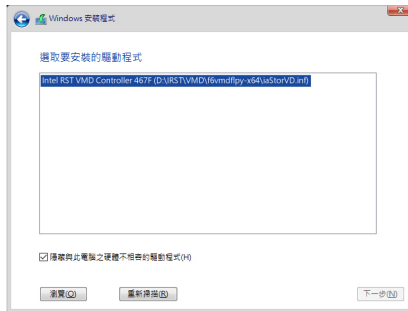 Windows 安裝程式
選取要安裝的驅動程式
Intel RST VMD Controller 467F (D:\IRST\VMD\f6vmdflpy-x64\iaStorVD.inf)
隱藏與此電腦之硬體不相容的驅動程式(H)
瀏覽(O)
重新掃描(R)
下一步(N)